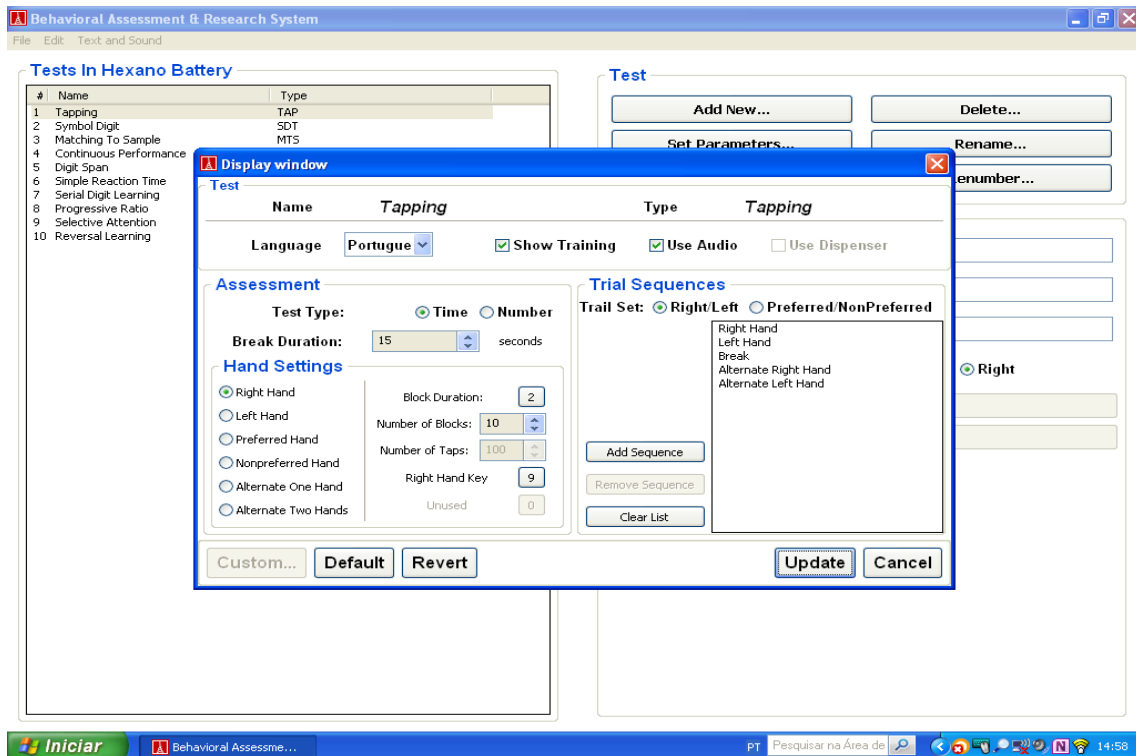 Behavioral Assessment & Research System
File Edit Text and Sound
Tests In Hexano Battery
# Name Type
1 Tapping TAP
2 Symbol Digit SDT
3 Matching To Sample MTS
4 Continuous Performance
5 Digit Span
6 Simple Reaction Time
7 Serial Digit Learning
8 Progressive Ratio
9 Selective Attention
10 Reversal Learning
Test
Add New... Delete...
Set Parameters... Rename...
enumber...
Right
Display window
Test
Name Tapping Type Tapping
Language Portugue Show Training Use Audio Use Dispenser
Assessment
Test Type: Time Number
Break Duration: 15 seconds
Hand Settings
Right Hand
Left Hand
Preferred Hand
Nonpreferred Hand
Alternate One Hand
Alternate Two Hands
Block Duration: 2
Number of Blocks: 10
Number of Taps: 100
Right Hand Key 9
Unused 0
Trial Sequences
Trail Set: Right/Left Preferred/NonPreferred
Right Hand
Left Hand
Break
Alternate Right Hand
Alternate Left Hand
Add Sequence
Remove Sequence
Clear List
Custom... Default Revert Update Cancel
Iniciar Behavioral Assessme... PT Pesquisar na Área de 14:58